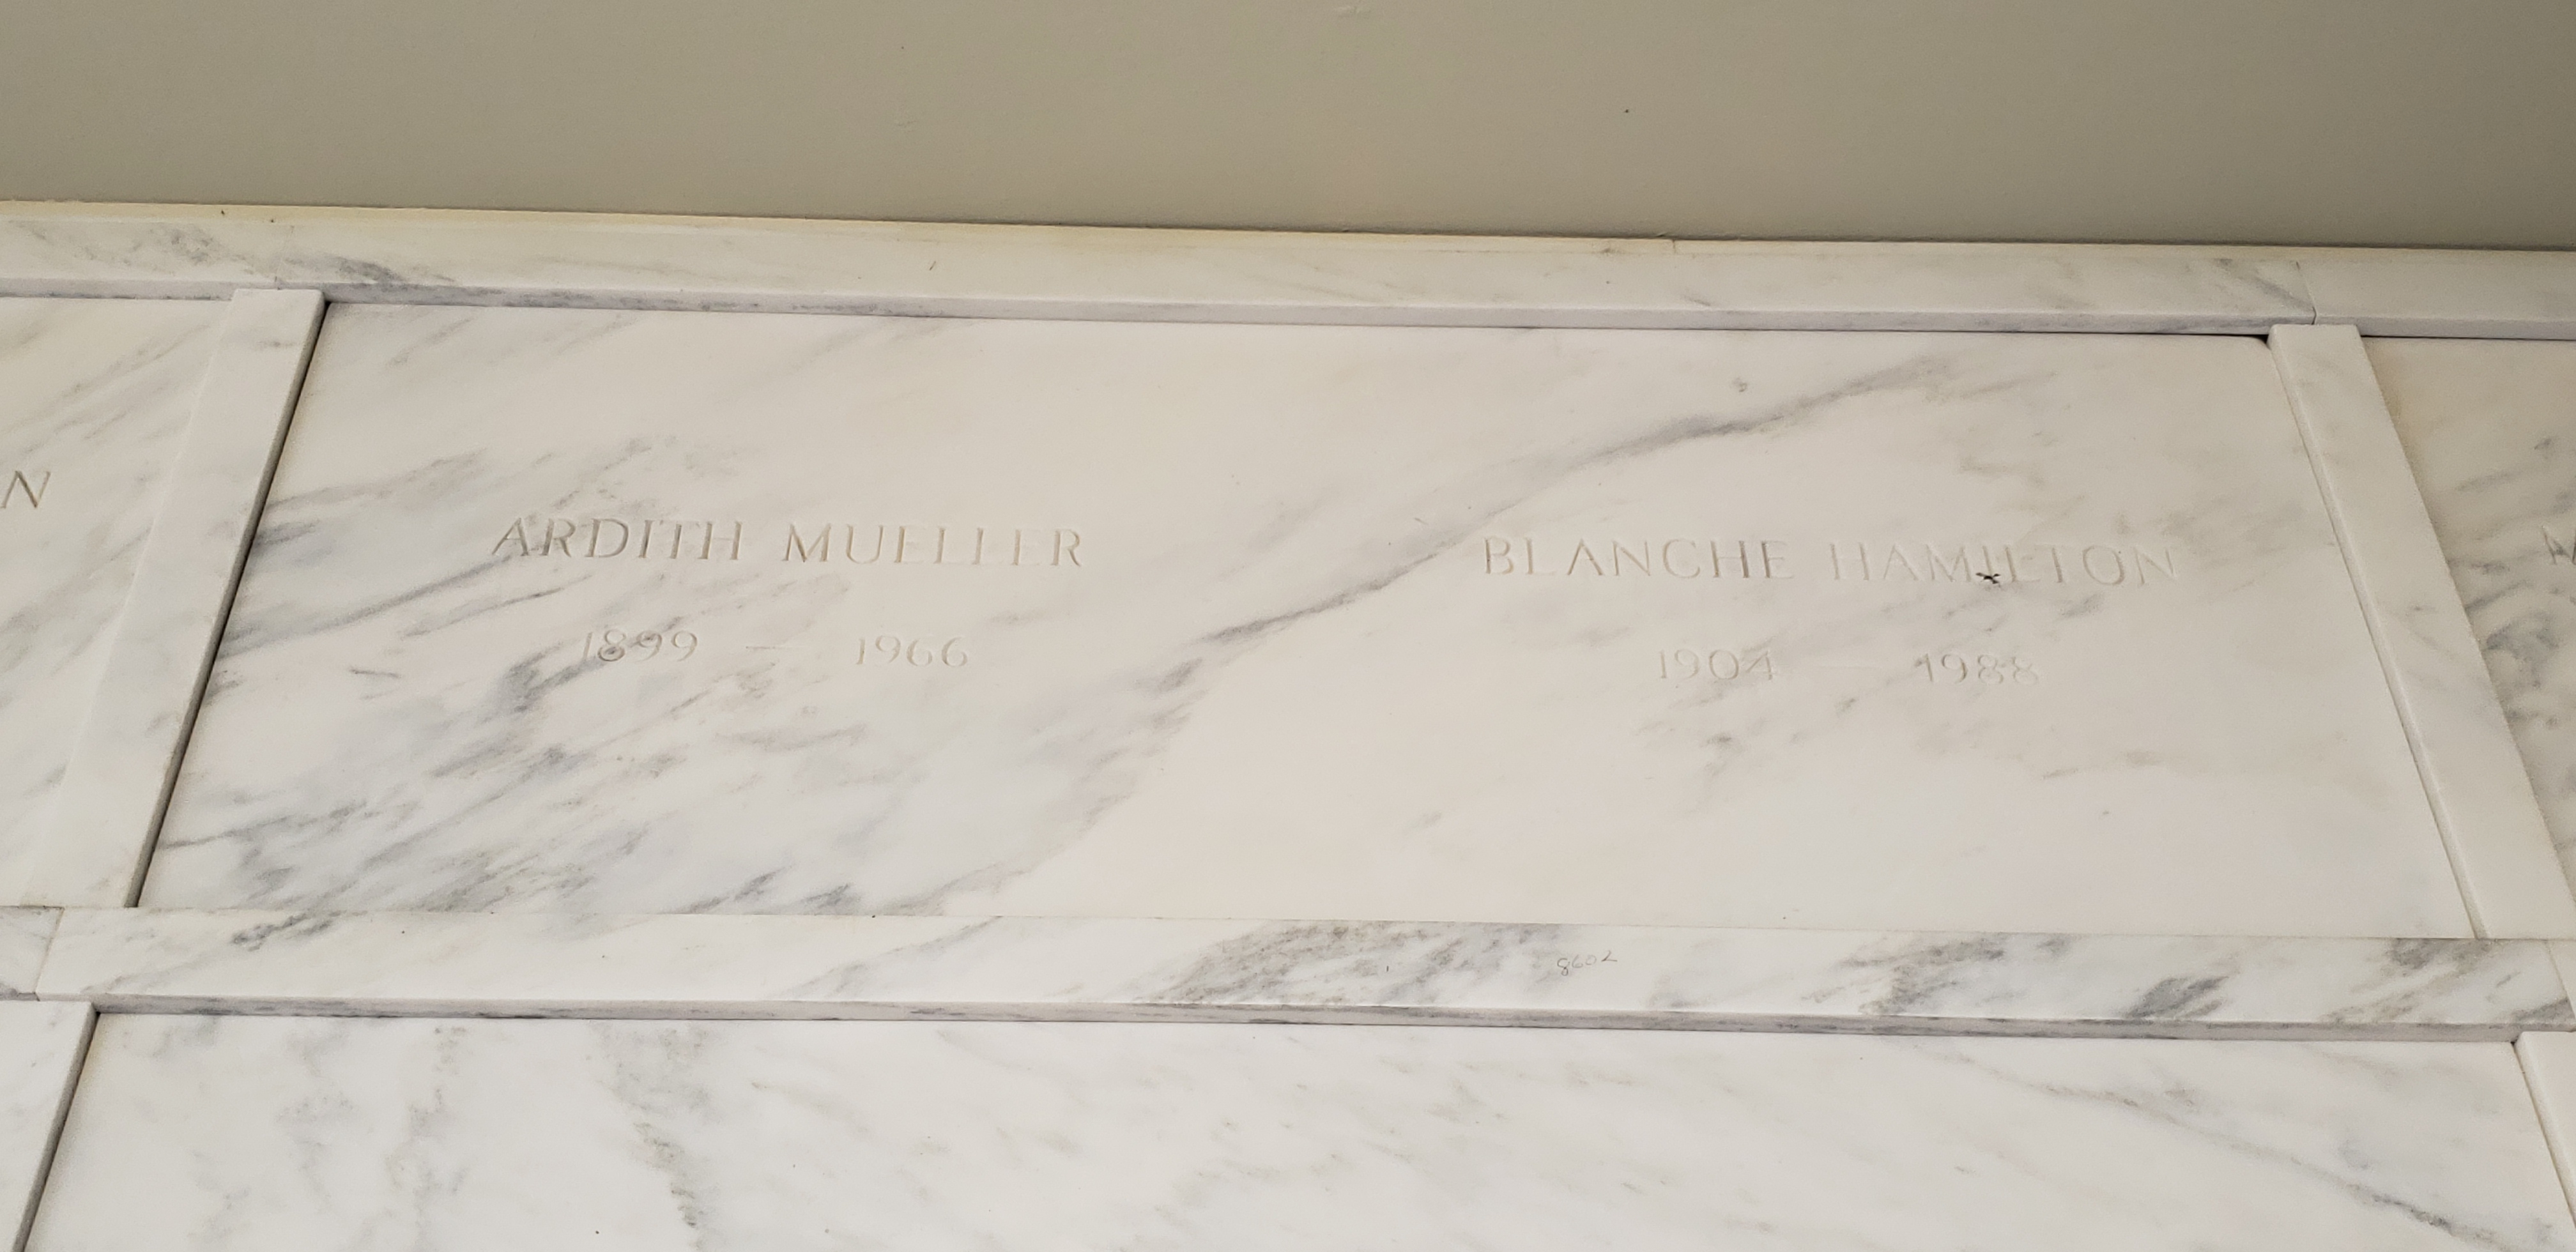 N
ARDITH MUELLER
1899 — 1966
BLANCHE HAMILTON
1904 — 1988
8602